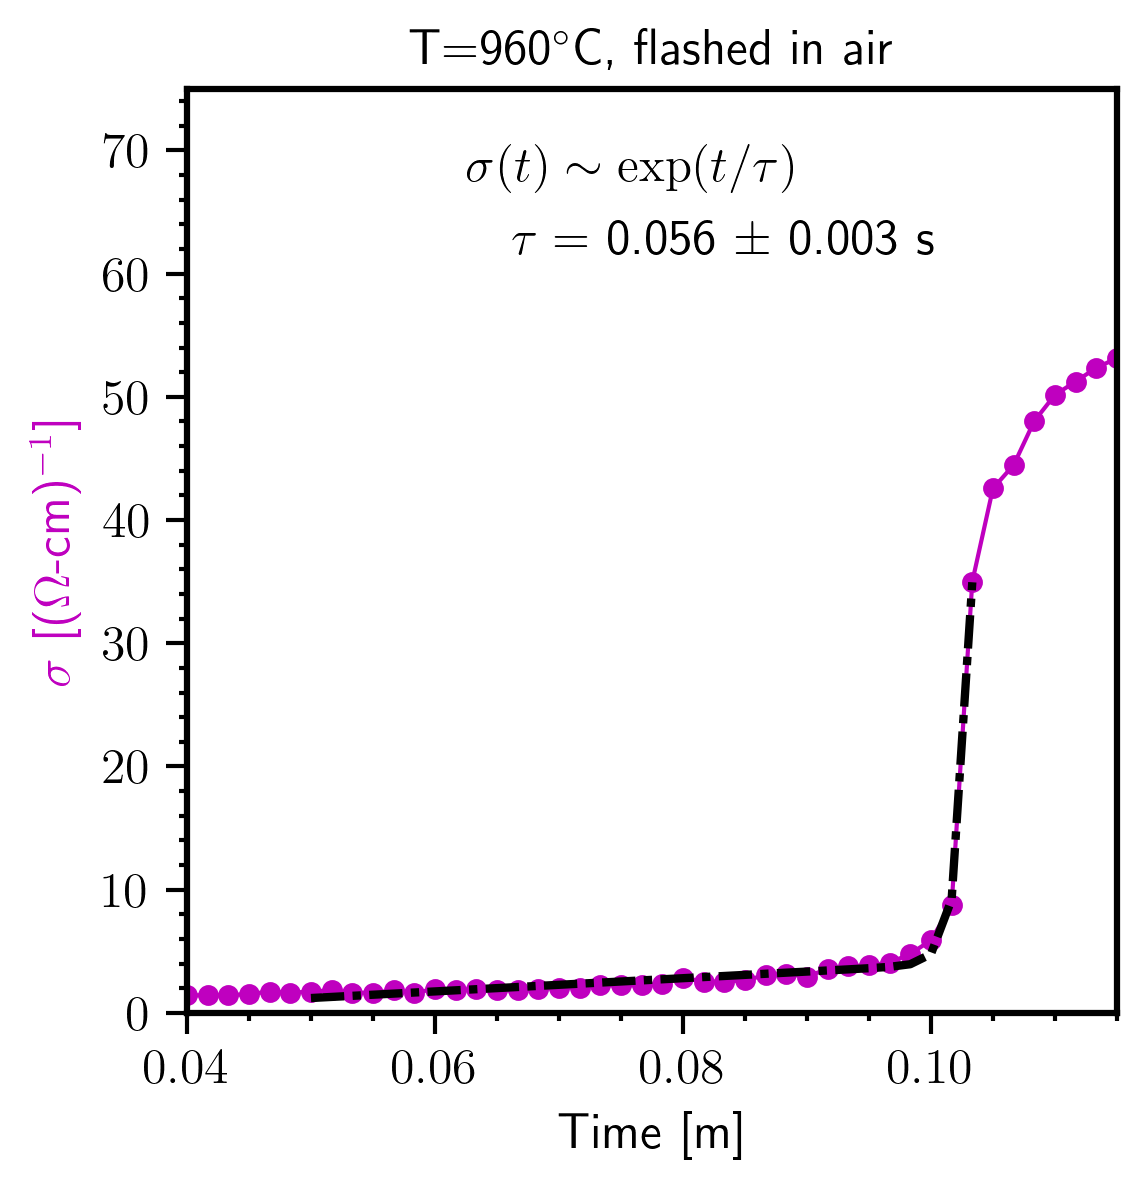 T=960°C, flashed in air
σ(t) ∼ exp(t/τ)
τ = 0.056 ± 0.003 s
70
60
50
40
30
20
10
0
σ [(Ω-cm)⁻¹]
0.04 0.06 0.08 0.10
Time [m]